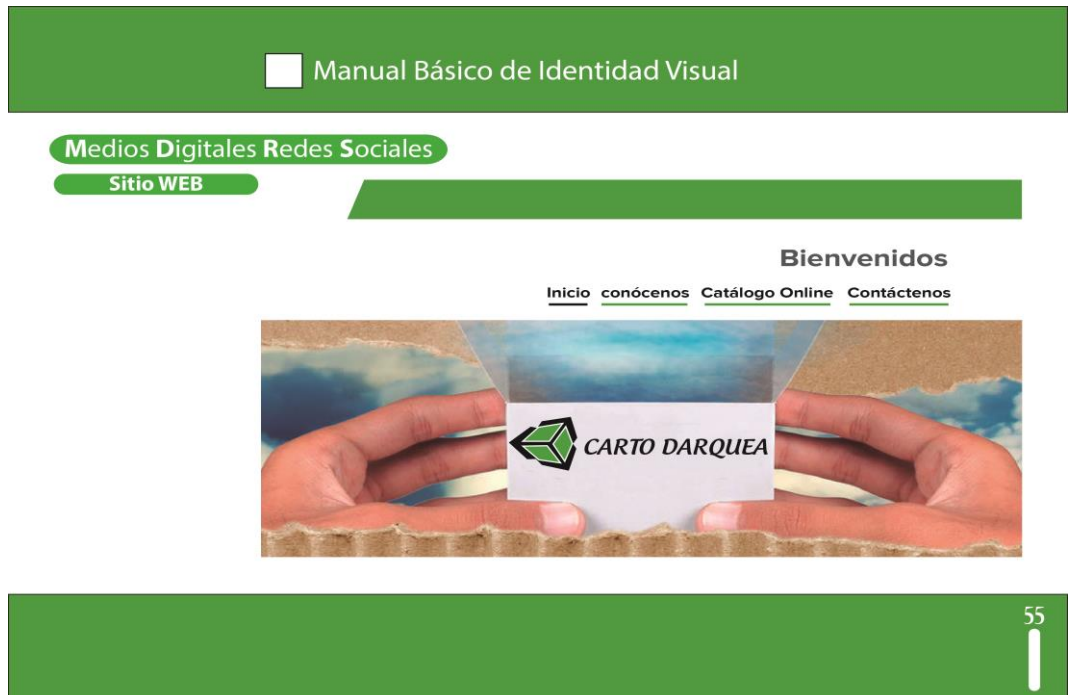 Manual Básico de Identidad Visual
Medios Digitales Redes Sociales
Sitio WEB
Bienvenidos
Inicio conócenos Catálogo Online Contáctenos
CARTO DARQUEA
55